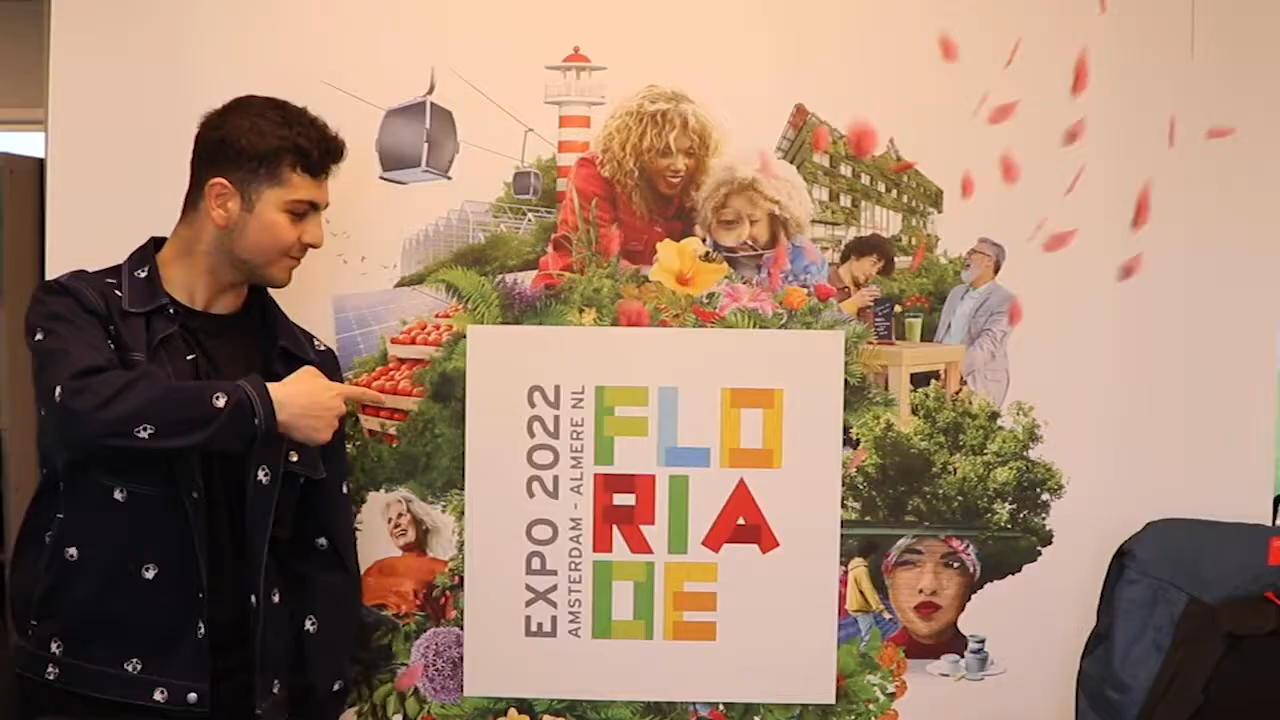 EXPO 2022
AMSTERDAM - ALMERE NL
FLO
RIA
DE